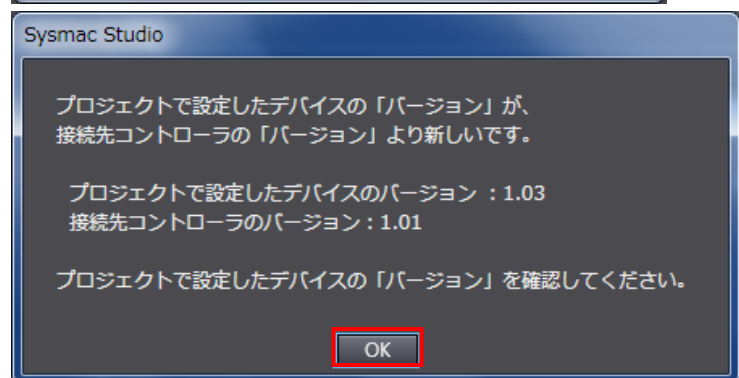 Sysmac Studio
プロジェクトで設定したデバイスの「バージョン」が、
接続先コントローラの「バージョン」より新しいです。
プロジェクトで設定したデバイスのバージョン ：1.03
接続先コントローラのバージョン：1.01
プロジェクトで設定したデバイスの「バージョン」を確認してください。
OK